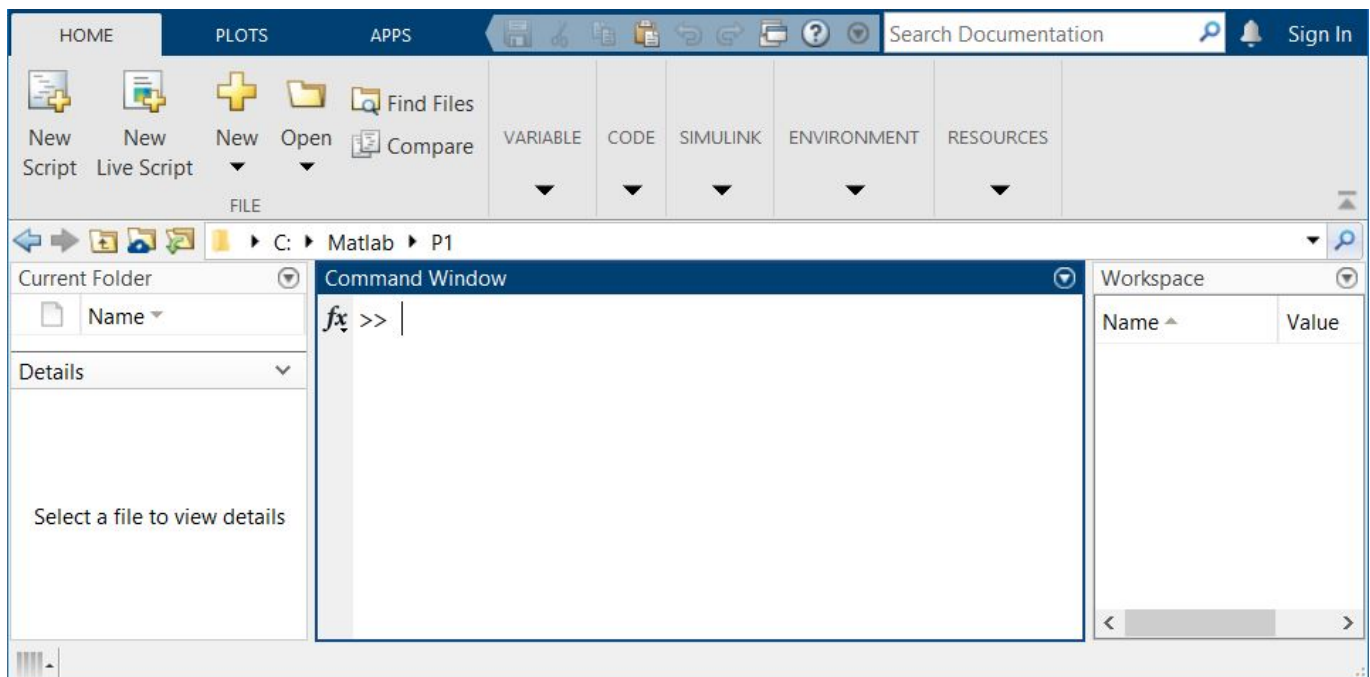 HOME PLOTS APPS Search Documentation Sign In
New Script
New Live Script
New
Open
Find Files
Compare
FILE
VARIABLE CODE SIMULINK ENVIRONMENT RESOURCES
C: Matlab P1
Current Folder
Name
Details
Select a file to view details
Command Window
fx >>
Workspace
Name Value